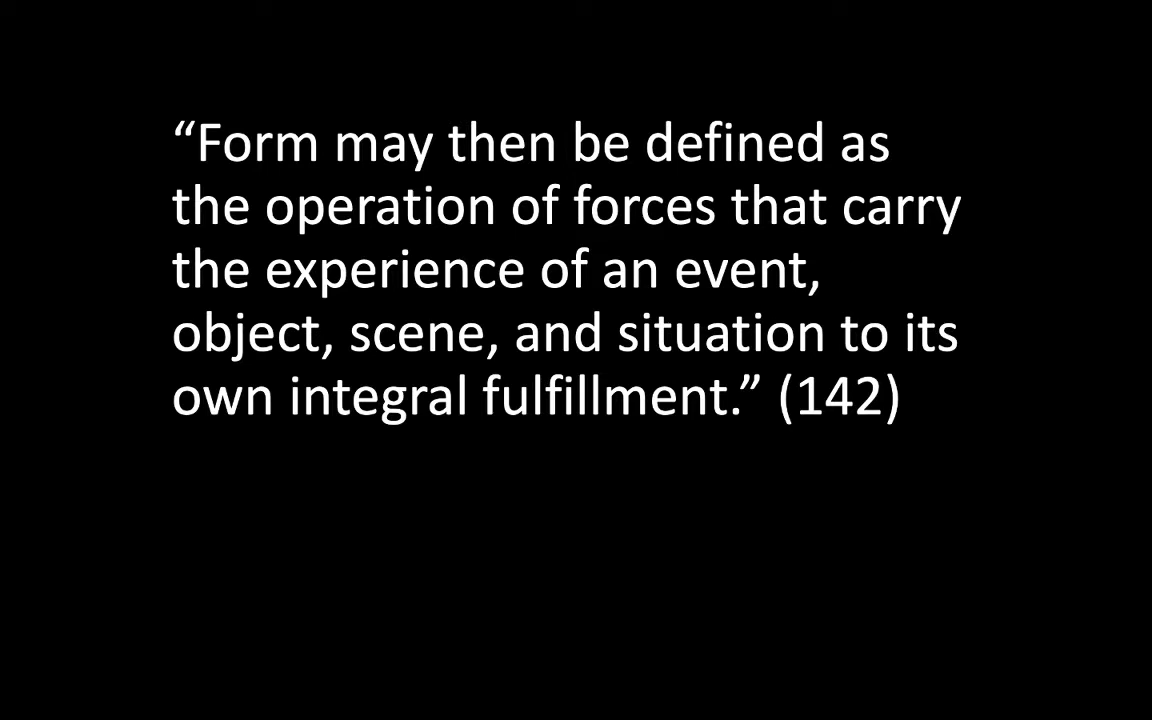 “Form may then be defined as
the operation of forces that carry
the experience of an event,
object, scene, and situation to its
own integral fulfillment.” (142)